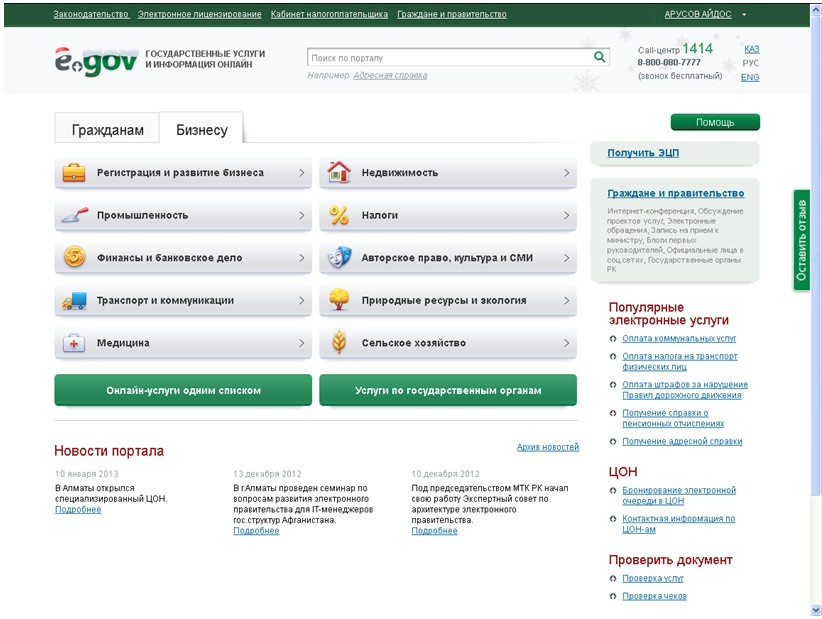 Законодательство Электронное лицензирование Кабинет налогоплательщика Граждане и правительство АРУСОВ АЙДОС
e.gov ГОСУДАРСТВЕННЫЕ УСЛУГИ
И ИНФОРМАЦИЯ ОНЛАЙН
Поиск по порталу
Например: Адресная справка
Call-центр 1414
8-800-080-7777
(звонок бесплатный)
ҚАЗ
РУС
ENG
Гражданам Бизнесу
Регистрация и развитие бизнеса Недвижимость
Промышленность Налоги
Финансы и банковское дело Авторское право, культура и СМИ
Транспорт и коммуникации Природные ресурсы и экология
Медицина Сельское хозяйство
Онлайн-услуги одним списком Услуги по государственным органам
Новости портала Архив новостей
10 января 2013
В Алматы открылся
специализированный ЦОН.
Подробнее
13 декабря 2012
В г.Алматы проведен семинар по
вопросам развития электронного
правительства для IT-менеджеров
гос.структур Афганистана.
Подробнее
10 декабря 2012
Под председательством МТК РК начал
свою работу Экспертный совет по
архитектуре электронного
правительства.
Подробнее
Помощь
Получить ЭЦП
Граждане и правительство
Интернет-конференция, Обсуждение
проектов услуг, Электронные
обращения, Запись на прием к
министру, Блоги первых
руководителей, Официальные лица в
соц.сетях, Государственные органы
РК
Оставить отзыв
Популярные
электронные услуги
Оплата коммунальных услуг
Оплата налога на транспорт
физических лиц
Оплата штрафов за нарушение
Правил дорожного движения
Получение справки о
пенсионных отчислениях
Получение адресной справки
ЦОН
Бронирование электронной
очереди в ЦОН
Контактная информация по
ЦОН-ам
Проверить документ
Проверка услуг
Проверка чеков